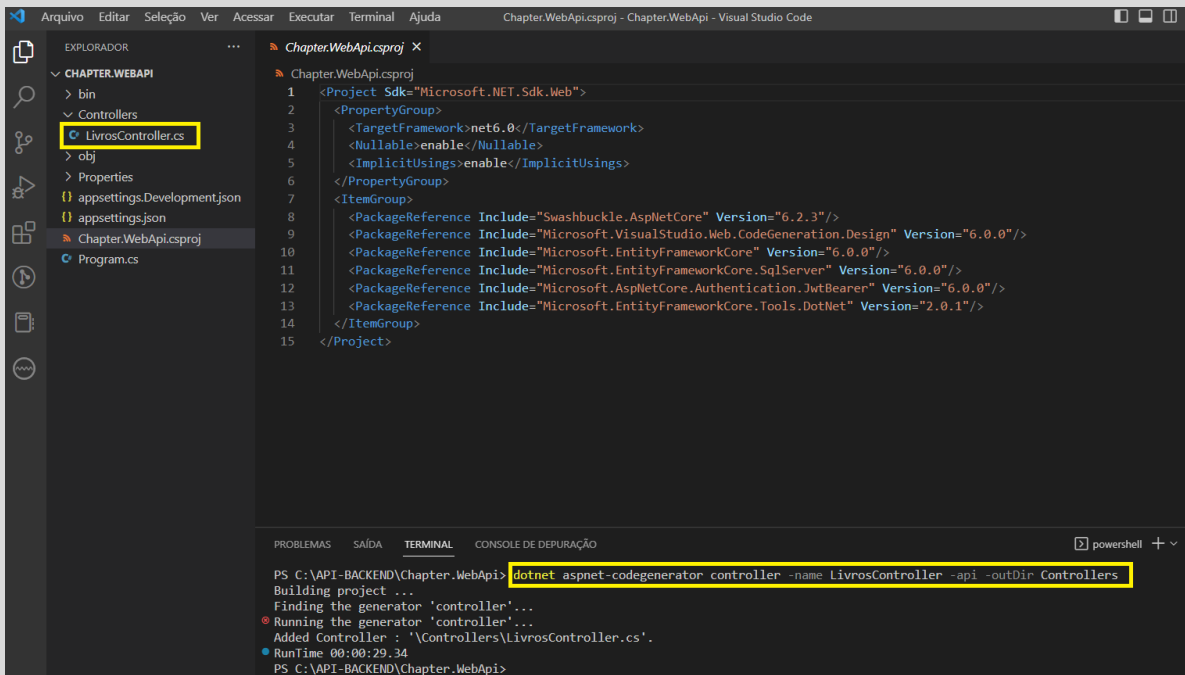 Arquivo Editar Seleção Ver Acessar Executar Terminal Ajuda
Chapter.WebApi.csproj - Chapter.WebApi - Visual Studio Code
EXPLORADOR ...
CHAPTER.WEBAPI
bin
Controllers
LivrosController.cs
obj
Properties
appsettings.Development.json
appsettings.json
Chapter.WebApi.csproj
Program.cs
Chapter.WebApi.csproj
Chapter.WebApi.csproj
1 <Project Sdk="Microsoft.NET.Sdk.Web">
2 <PropertyGroup>
3 <TargetFramework>net6.0</TargetFramework>
4 <Nullable>enable</Nullable>
5 <ImplicitUsings>enable</ImplicitUsings>
6 </PropertyGroup>
7 <ItemGroup>
8 <PackageReference Include="Swashbuckle.AspNetCore" Version="6.2.3"/>
9 <PackageReference Include="Microsoft.VisualStudio.Web.CodeGeneration.Design" Version="6.0.0"/>
10 <PackageReference Include="Microsoft.EntityFrameworkCore" Version="6.0.0"/>
11 <PackageReference Include="Microsoft.EntityFrameworkCore.SqlServer" Version="6.0.0"/>
12 <PackageReference Include="Microsoft.AspNetCore.Authentication.JwtBearer" Version="6.0.0"/>
13 <PackageReference Include="Microsoft.EntityFrameworkCore.Tools.DotNet" Version="2.0.1"/>
14 </ItemGroup>
15 </Project>
PROBLEMAS SAÍDA TERMINAL CONSOLE DE DEPURAÇÃO
powershell
PS C:\API-BACKEND\Chapter.WebApi> dotnet aspnet-codegenerator controller -name LivrosController -api -outDir Controllers
Building project ...
Finding the generator 'controller'...
Running the generator 'controller'...
Added Controller : '\Controllers\LivrosController.cs'.
RunTime 00:00:29.34
PS C:\API-BACKEND\Chapter.WebApi>